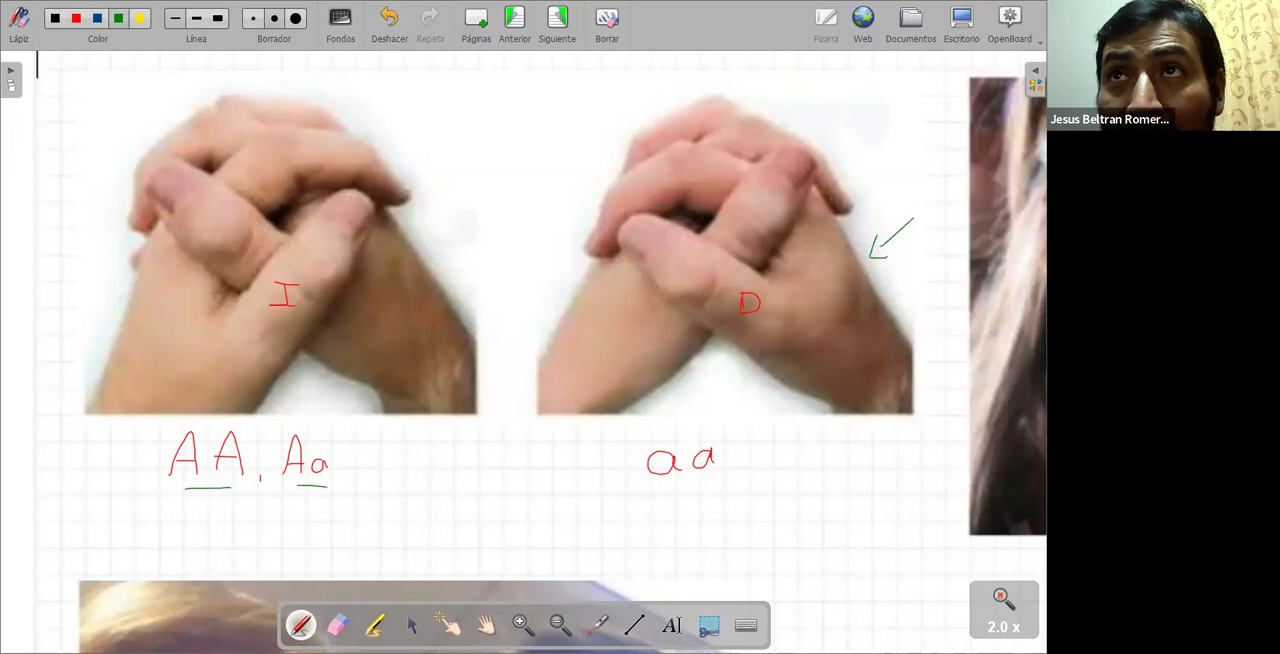 Lápiz Color Línea Borrador Fondos Deshacer Repetir Páginas Anterior Siguiente Borrar Pizarra Web Documentos Escritorio OpenBoard
Jesus Beltran Romer...
I D
AA, Aa aa
AI
2.0 x